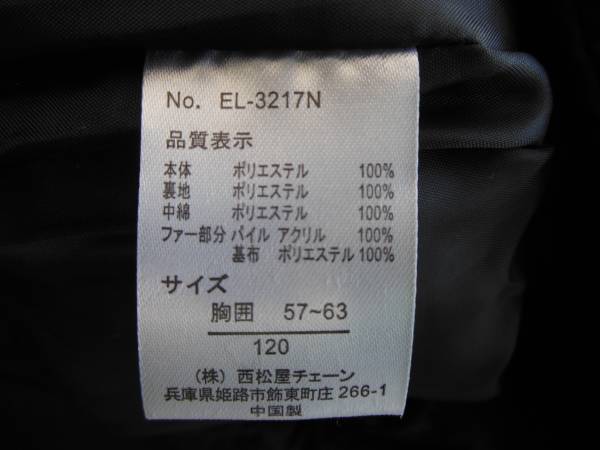 No. EL-3217N
品質表示
本体 ポリエステル 100%
裏地 ポリエステル 100%
中綿 ポリエステル 100%
ファー部分 パイル アクリル 100%
基布 ポリエステル 100%
サイズ
胸囲 57~63
120
（株）西松屋チェーン
兵庫県姫路市飾東町庄266-1
中国製